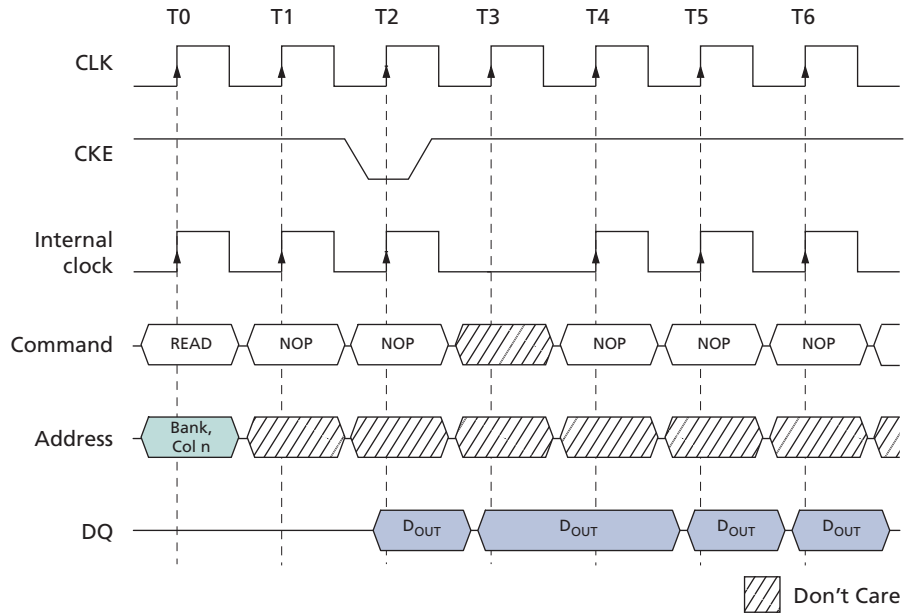 T0 T1 T2 T3 T4 T5 T6
CLK
CKE
Internal
clock
Command READ NOP NOP NOP NOP NOP
Address Bank,
Col n
DQ DOUT DOUT DOUT DOUT
Don't Care